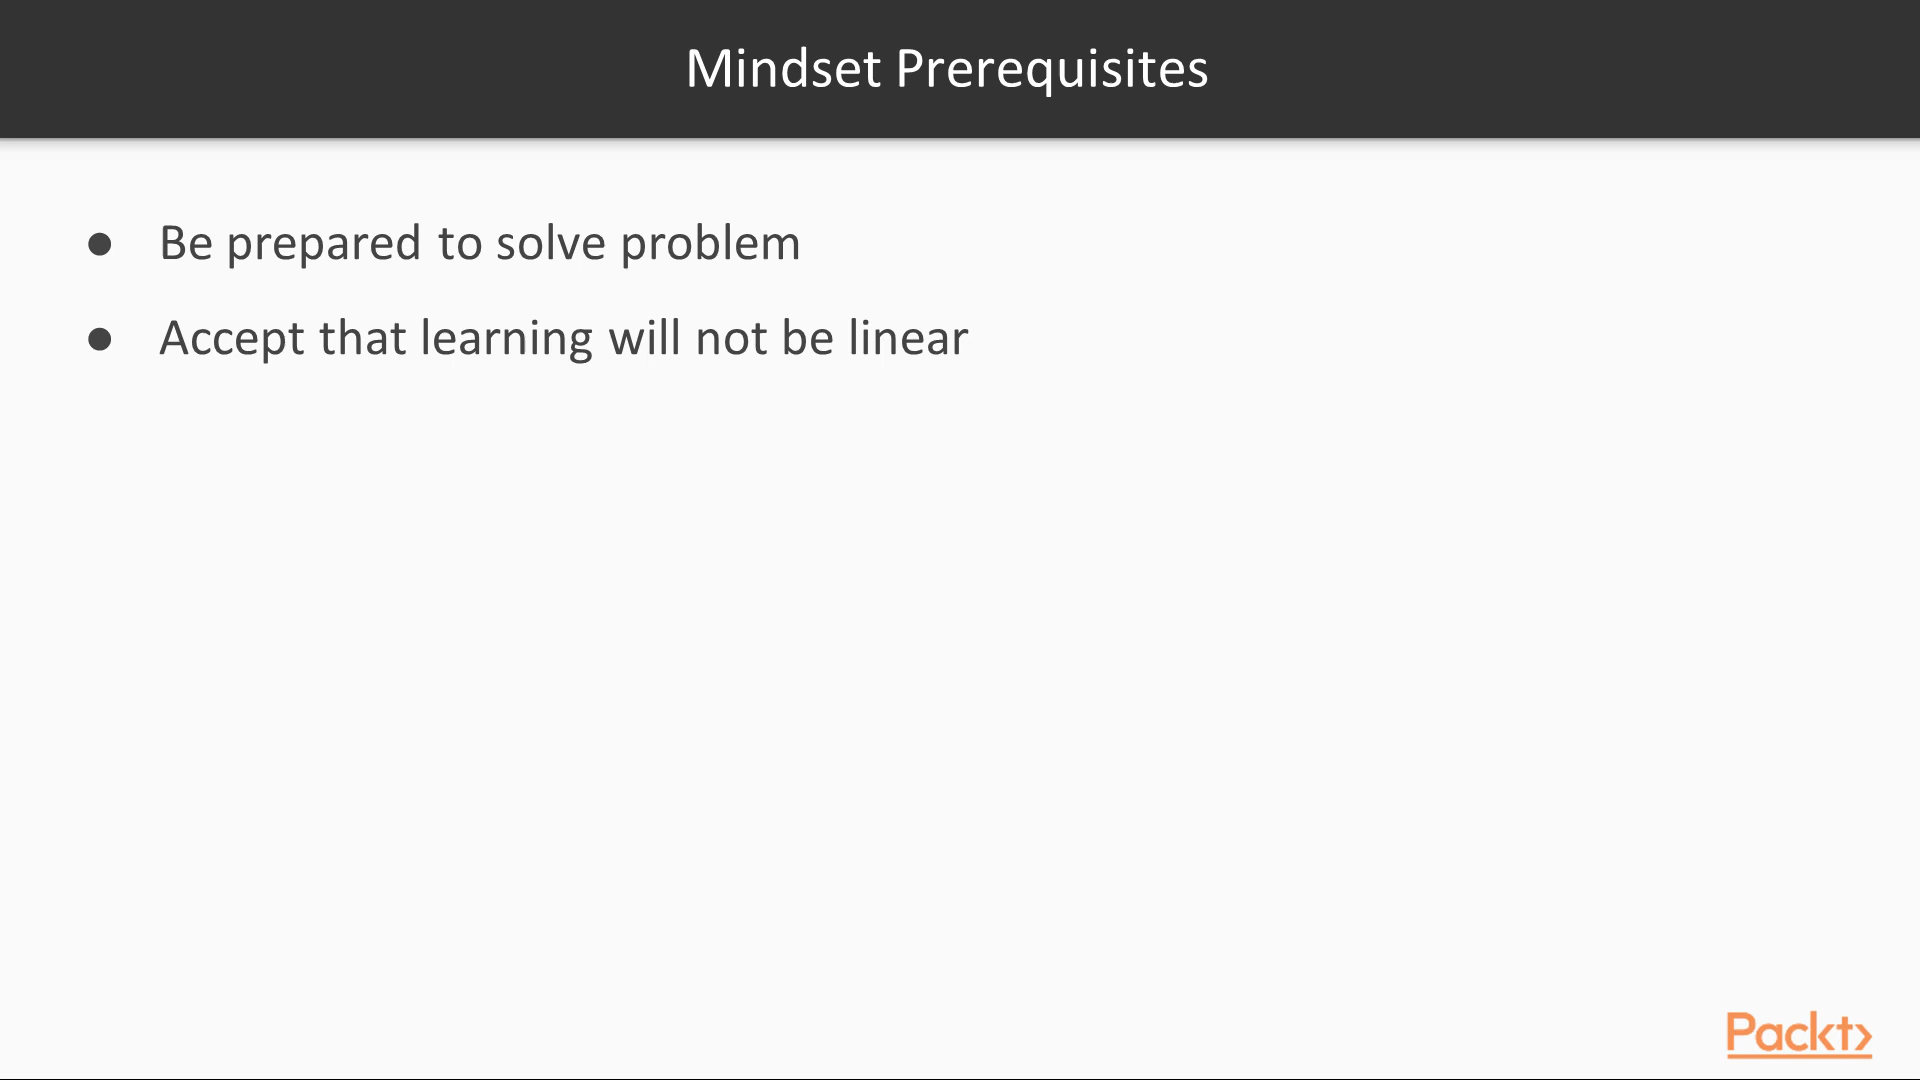 Mindset Prerequisites
● Be prepared to solve problem
● Accept that learning will not be linear
Packt>